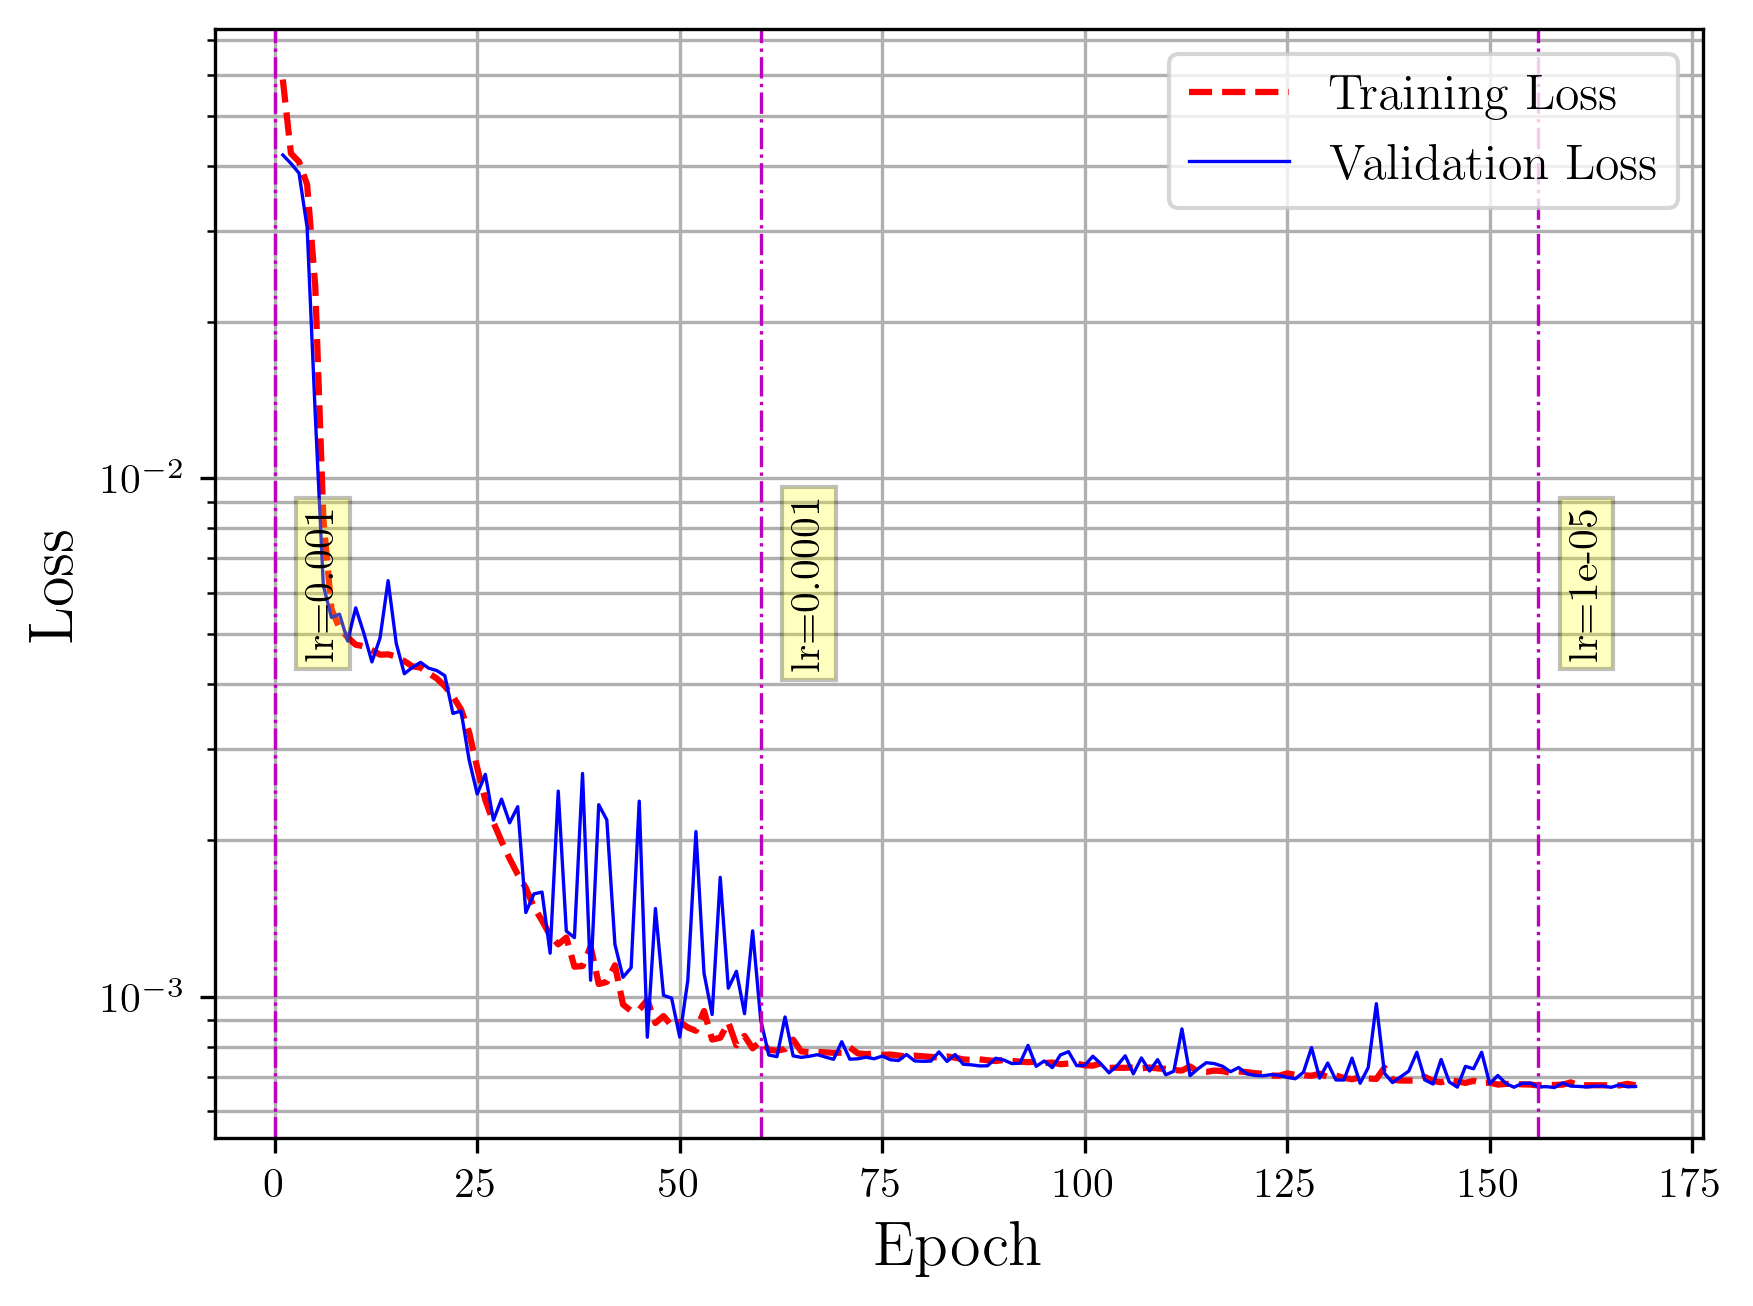 Training Loss
Validation Loss
10⁻²
10⁻³
Loss
lr=0.001
lr=0.0001
lr=1e-05
0 25 50 75 100 125 150 175
Epoch